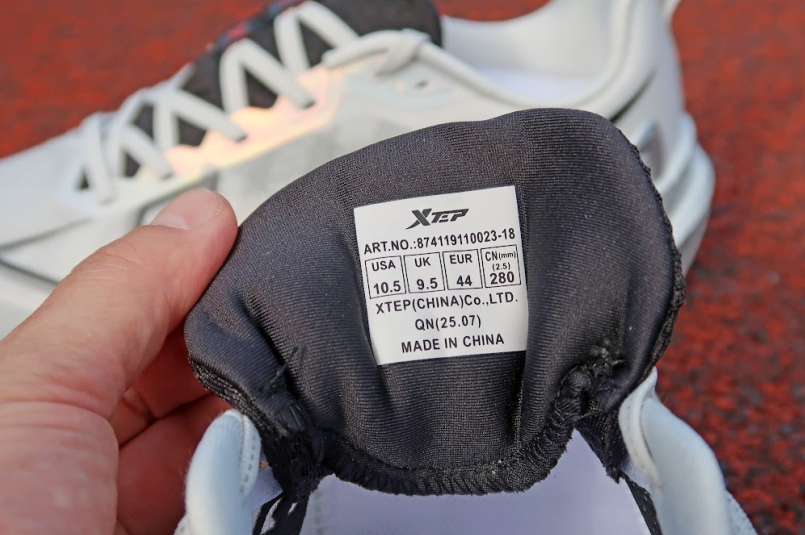 XTEP
ART.NO.:874119110023-18
USA UK EUR CN(mm)
(2.5)
10.5 9.5 44 280
XTEP(CHINA)Co.,LTD.
QN(25.07)
MADE IN CHINA